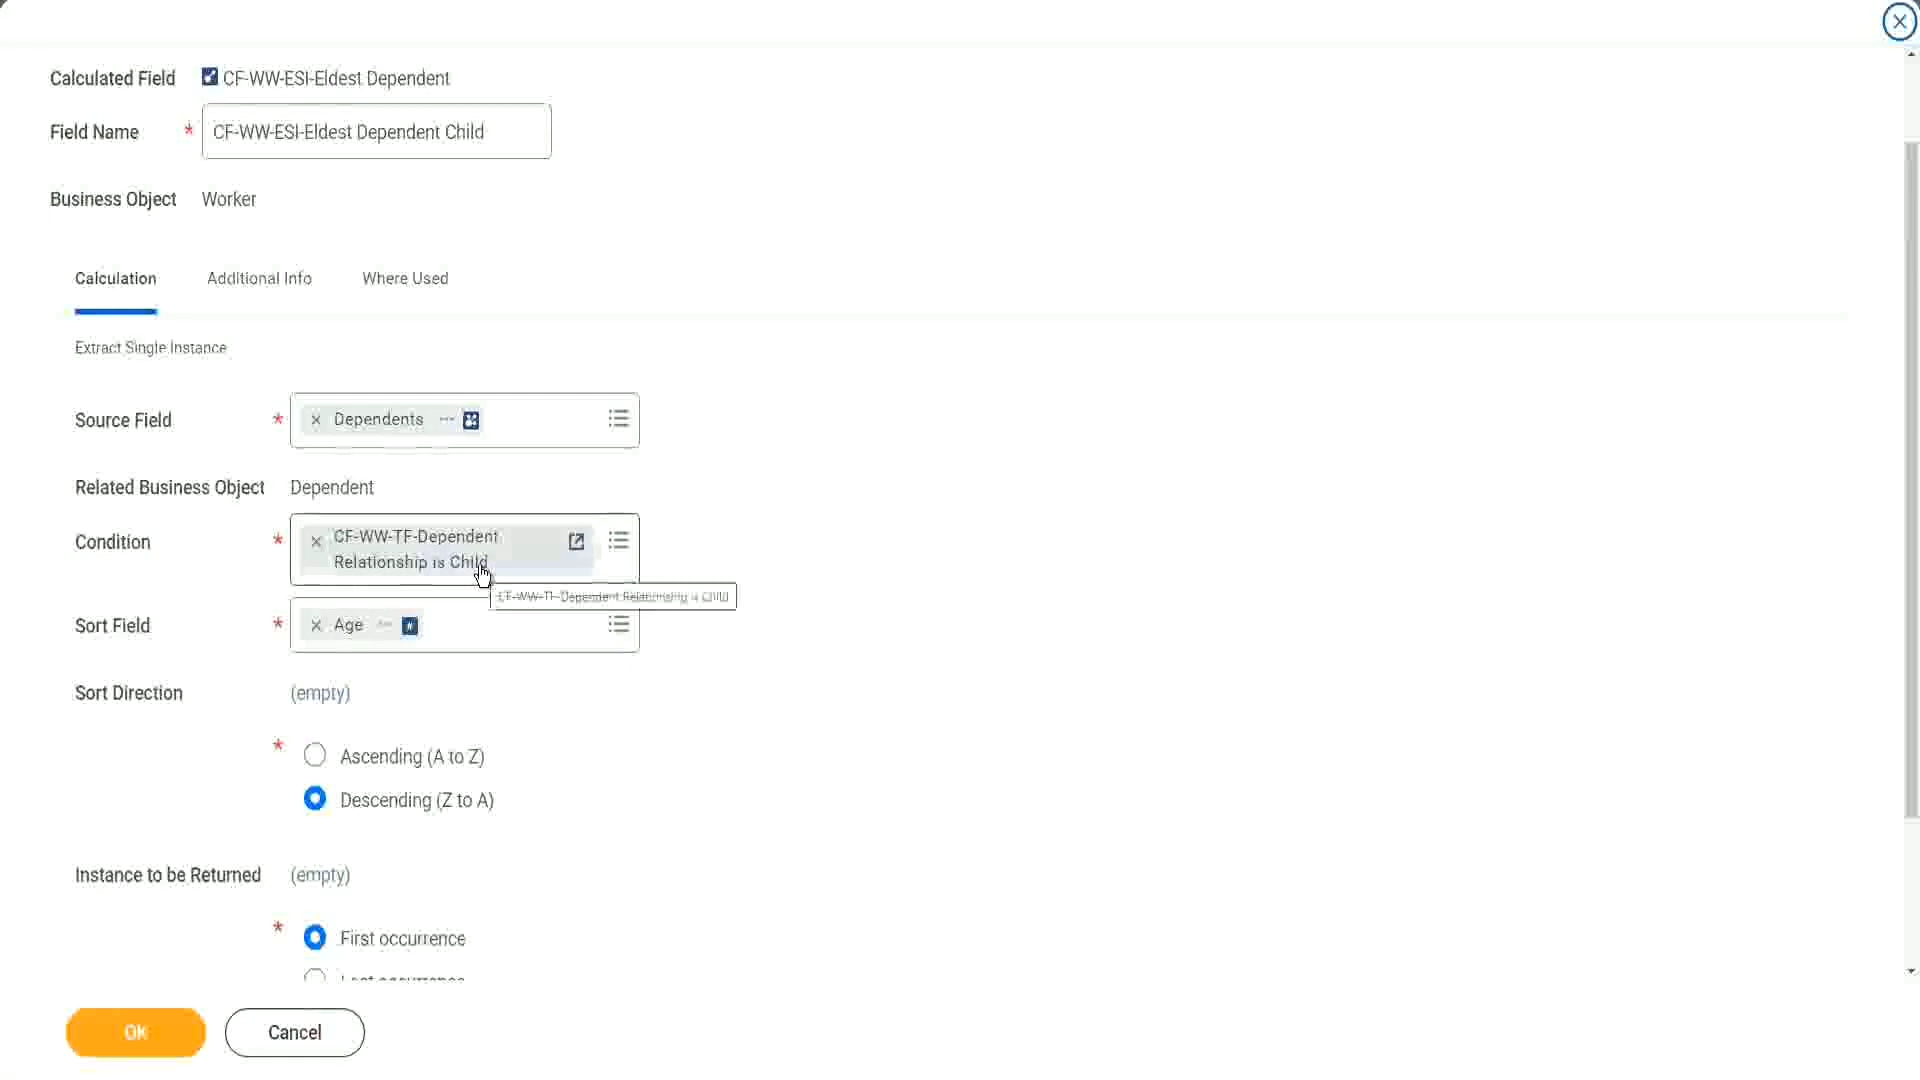 Calculated Field CF-WW-ESI-Eldest Dependent
Field Name * CF-WW-ESI-Eldest Dependent Child
Business Object Worker
Calculation Additional Info Where Used
Extract Single Instance
Source Field * × Dependents
Related Business Object Dependent
Condition * × CF-WW-TF-Dependent
Relationship is Child
CF-WW-TF-Dependent Relationship is Child
Sort Field * × Age #
Sort Direction (empty)
* Ascending (A to Z)
Descending (Z to A)
Instance to be Returned (empty)
* First occurrence
Last occurrence
OK Cancel